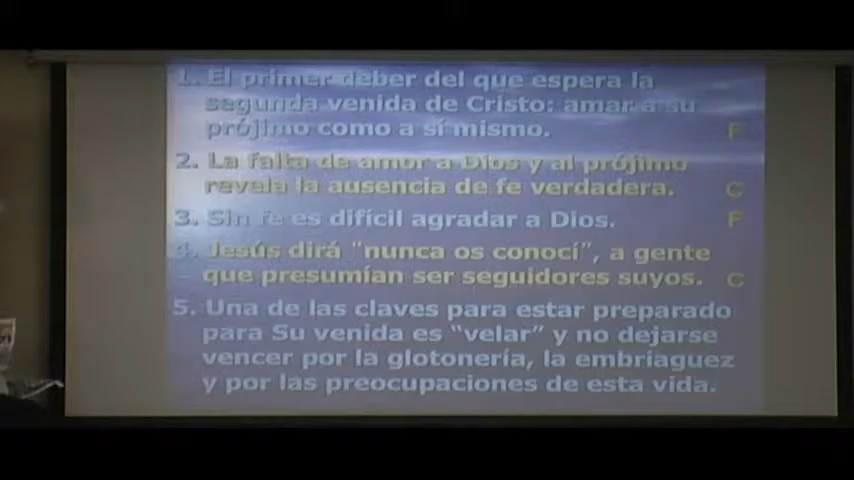 1. El primer deber del que espera la
segunda venida de Cristo: amar a su
prójimo como a sí mismo. F
2. La falta de amor a Dios y al prójimo
revela la ausencia de fe verdadera. C
3. Sin fe es difícil agradar a Dios. F
4. Jesús dirá "nunca os conocí", a gente
que presumían ser seguidores suyos. C
5. Una de las claves para estar preparado
para Su venida es “velar” y no dejarse
vencer por la glotonería, la embriaguez
y por las preocupaciones de esta vida.